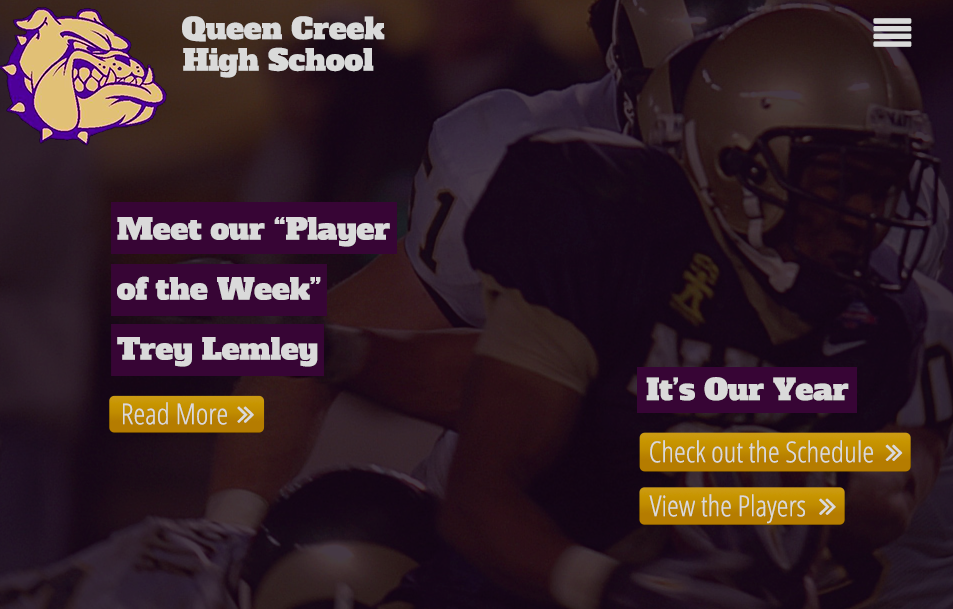 Queen Creek
High School
Meet our “Player
of the Week”
Trey Lemley
Read More »
It’s Our Year
Check out the Schedule »
View the Players »